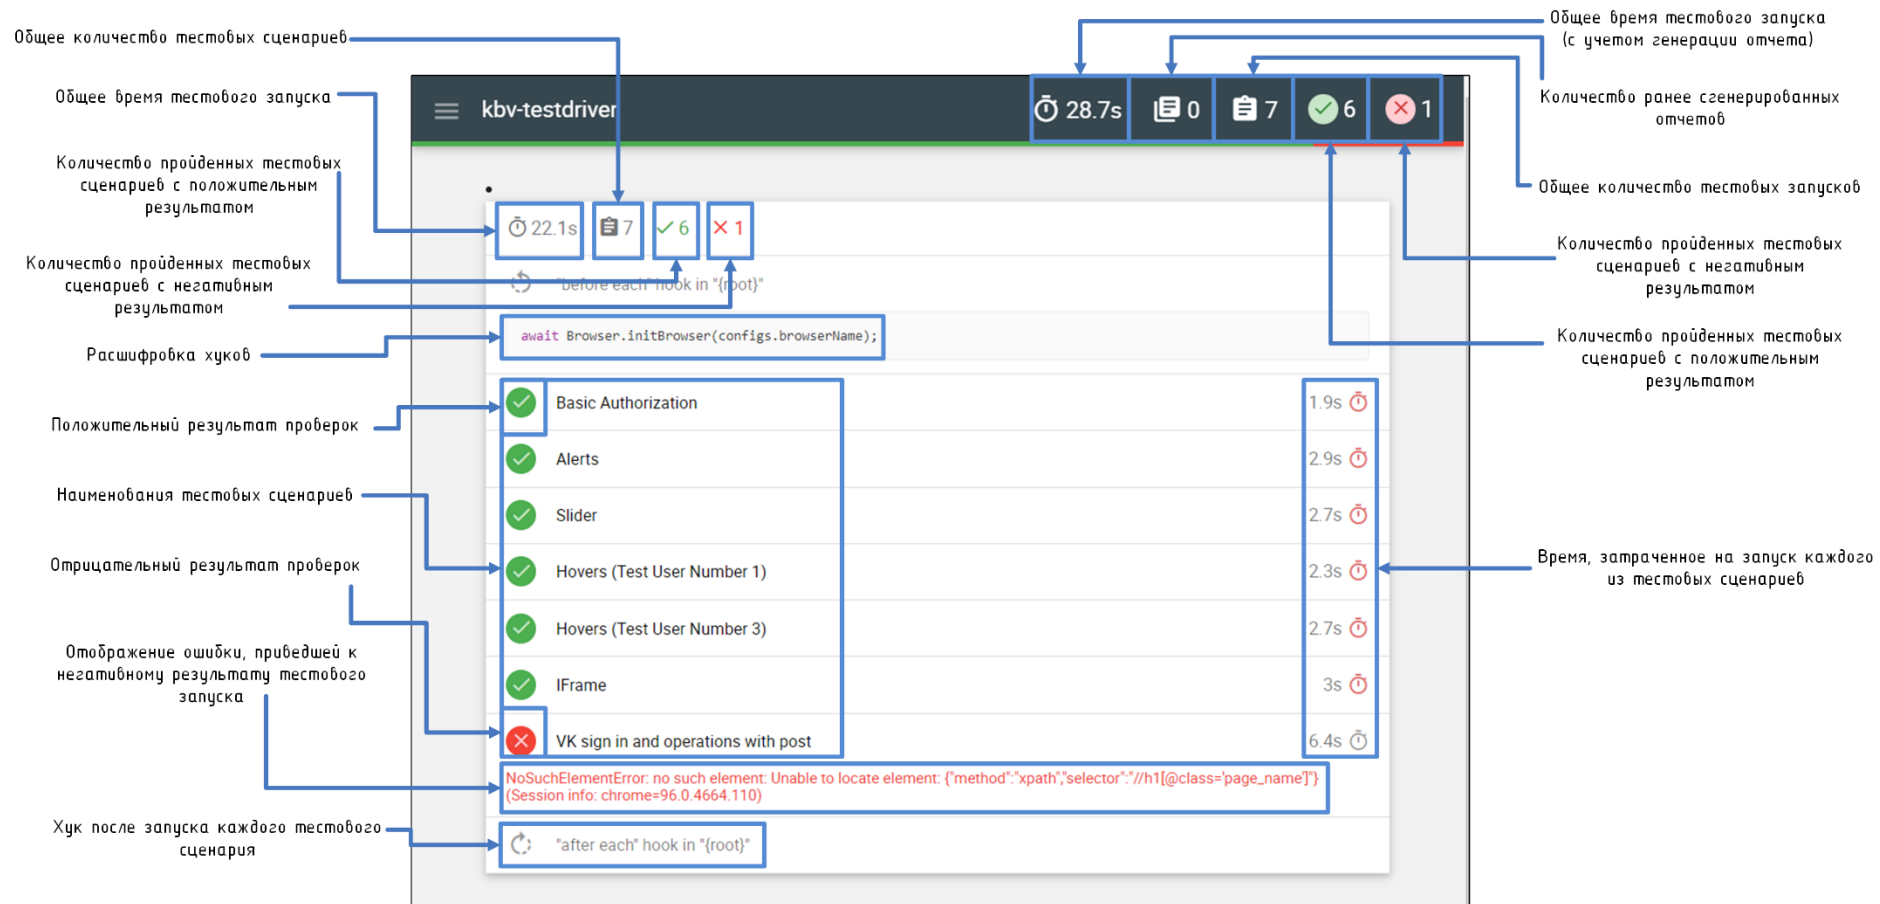 Общее количество тестовых сценариев
Общее время тестового запуска
Количество пройденных тестовых
сценариев с положительным
результатом
Количество пройденных тестовых
сценариев с негативным
результатом
Расшифровка хуков
Положительный результат проверок
Наименования тестовых сценариев
Отрицательный результат проверок
Отображение ошибки, приведшей к
негативному результату тестового
запуска
Хук после запуска каждого тестового
сценария
kbv-testdriver
28.7s
0
7
6
1
22.1s
7
6
1
"before each" hook in "{root}"
await Browser.initBrowser(configs.browserName);
Basic Authorization
1.9s
Alerts
2.9s
Slider
2.7s
Hovers (Test User Number 1)
2.3s
Hovers (Test User Number 3)
2.7s
IFrame
3s
VK sign in and operations with post
6.4s
NoSuchElementError: no such element: Unable to locate element: {"method":"xpath","selector":"//h1[@class='page_name']"}
(Session info: chrome=96.0.4664.110)
"after each" hook in "{root}"
Общее время тестового запуска
(с учетом генерации отчета)
Количество ранее сгенерированных
отчетов
Общее количество тестовых запусков
Количество пройденных тестовых
сценариев с негативным
результатом
Количество пройденных тестовых
сценариев с положительным
результатом
Время, затраченное на запуск каждого
из тестовых сценариев